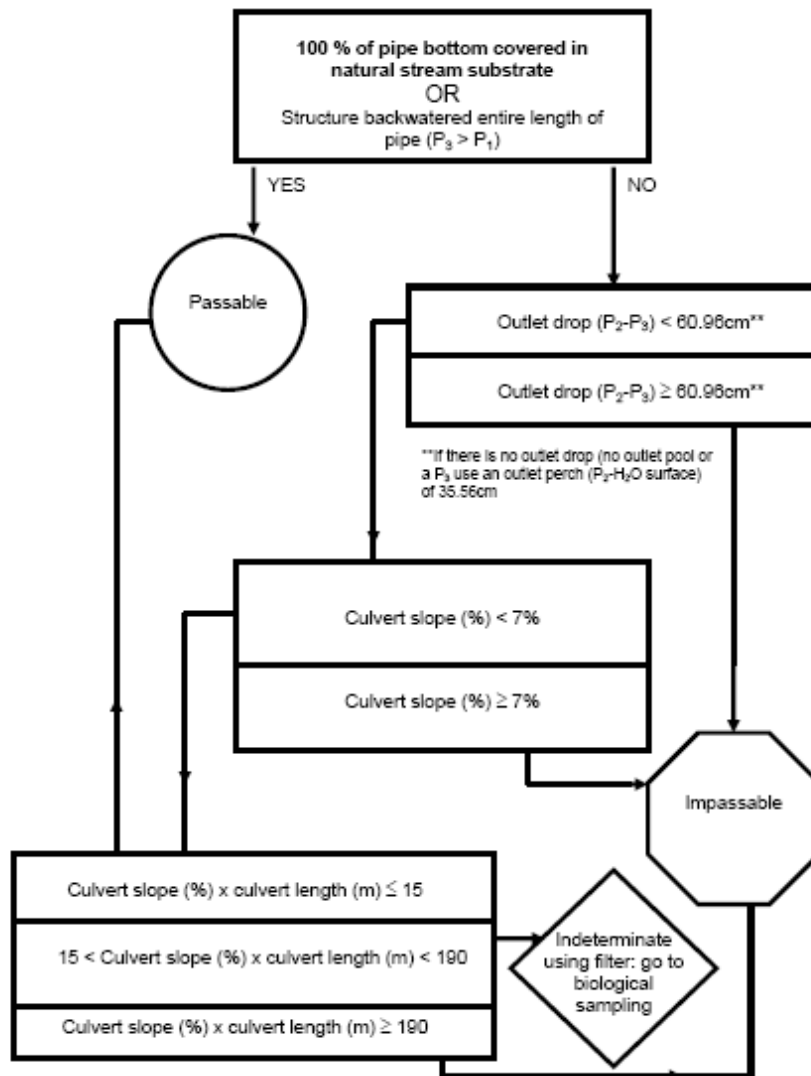 100 % of pipe bottom covered in
natural stream substrate
OR
Structure backwatered entire length of
pipe (P₃ > P₁)
YES
NO
Passable
Outlet drop (P₂-P₃) < 60.96cm**
Outlet drop (P₂-P₃) ≥ 60.96cm**
**If there is no outlet drop (no outlet pool or
a P₃ use an outlet perch (P₂-H₂O surface)
of 35.56cm
Culvert slope (%) < 7%
Culvert slope (%) ≥ 7%
Impassable
Culvert slope (%) x culvert length (m) ≤ 15
15 < Culvert slope (%) x culvert length (m) < 190
Culvert slope (%) x culvert length (m) ≥ 190
Indeterminate
using filter: go to
biological
sampling